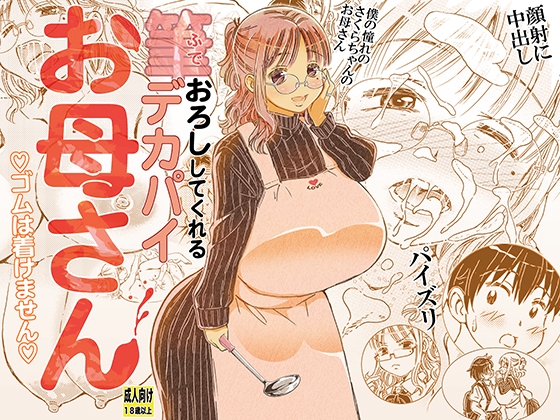 顔射に
中出し
僕の憧れの
さくらちゃんの
お母さん
パイズリ
筆おろししてくれる
ふで
デカパイ
お母さん
♡ゴムは着けません♡
LOVE
成人向け
18歳以上